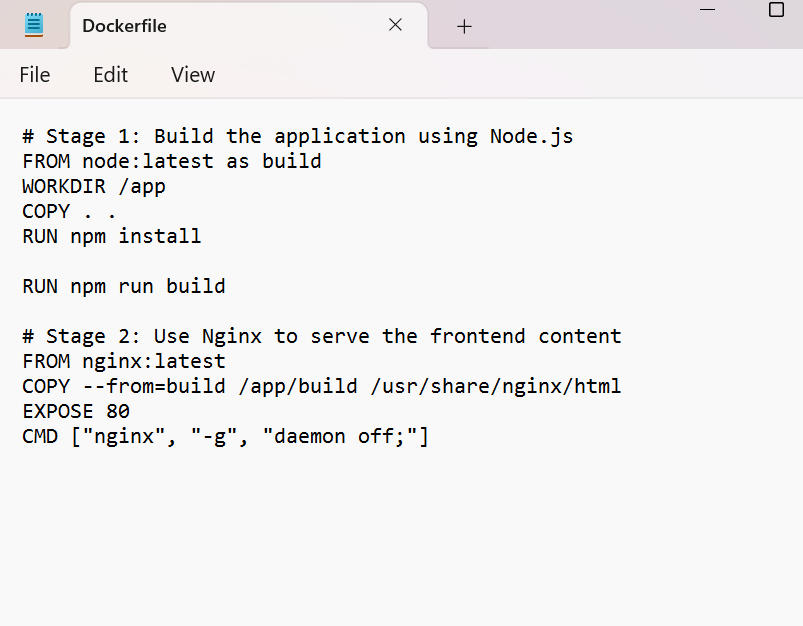 Dockerfile
File Edit View
# Stage 1: Build the application using Node.js
FROM node:latest as build
WORKDIR /app
COPY . .
RUN npm install
RUN npm run build
# Stage 2: Use Nginx to serve the frontend content
FROM nginx:latest
COPY --from=build /app/build /usr/share/nginx/html
EXPOSE 80
CMD ["nginx", "-g", "daemon off;"]